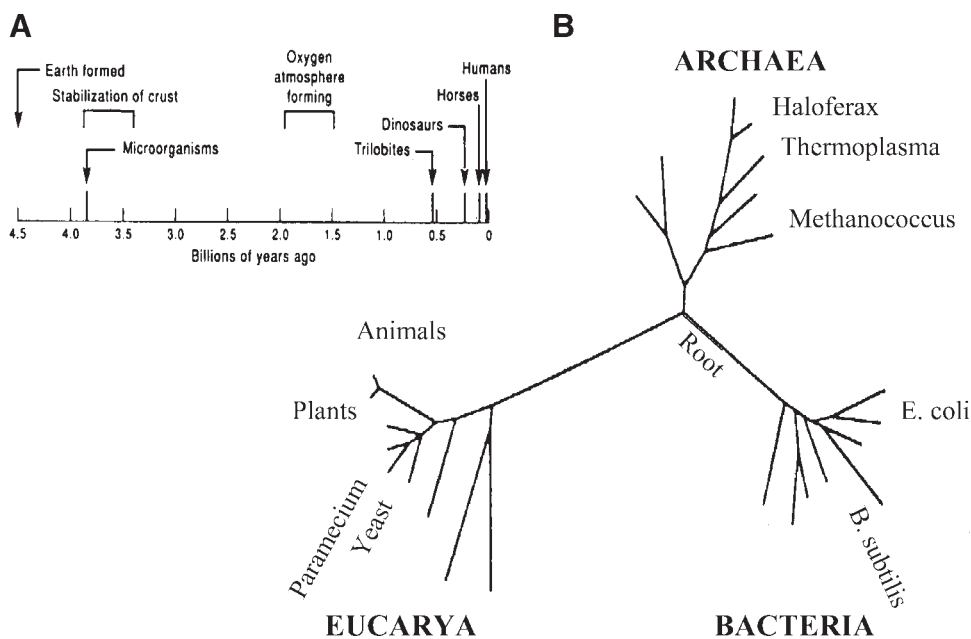 A
Earth formed
Stabilization of crust
Microorganisms
Oxygen
atmosphere
forming
Trilobites
Dinosaurs
Horses
Humans
4.5 4.0 3.5 3.0 2.5 2.0 1.5 1.0 0.5 0
Billions of years ago
B
ARCHAEA
Haloferax
Thermoplasma
Methanococcus
Root
Animals
Plants
Paramecium
Yeast
EUCARYA
E. coli
B. subtilis
BACTERIA